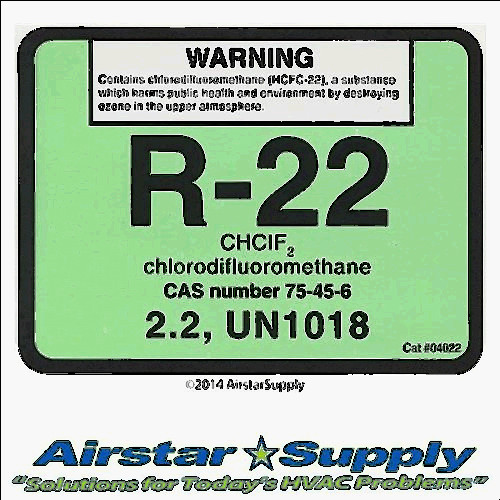 WARNING
Contains chlorodifluoromethane (HCFC-22), a substance
which harms public health and environment by destroying
ozone in the upper atmosphere.
R-22
CHClF₂
chlorodifluoromethane
CAS number 75-45-6
2.2, UN1018
Cat #04022
©2014 AirstarSupply
Airstar Supply
"Solutions for Today's HVAC Problems"